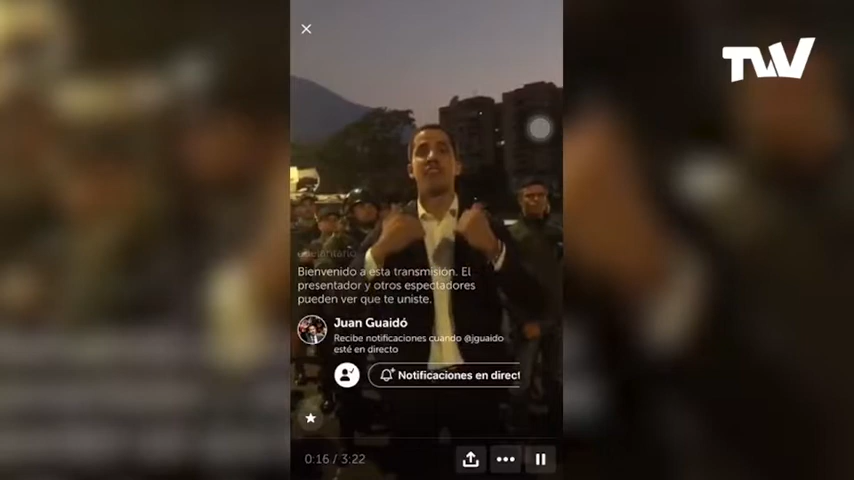 TVV
Bienvenido a esta transmisión. El
presentador y otros espectadores
pueden ver que te uniste.
Juan Guaidó
Recibe notificaciones cuando @jguaido
esté en directo
Notificaciones en direct
0:16 / 3:22